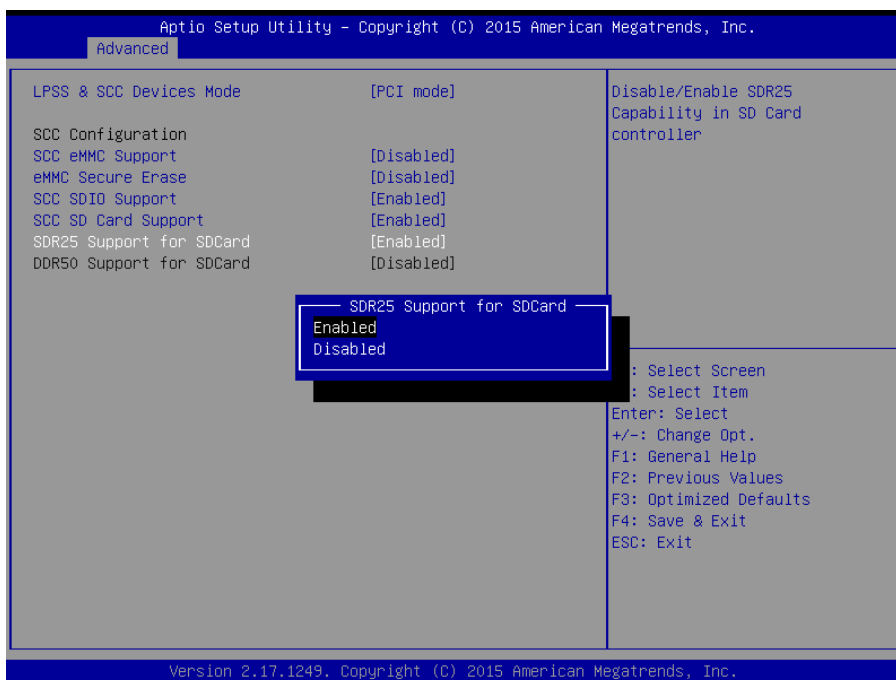 Aptio Setup Utility – Copyright (C) 2015 American Megatrends, Inc.
Advanced
LPSS & SCC Devices Mode [PCI mode]
SCC Configuration
SCC eMMC Support [Disabled]
eMMC Secure Erase [Disabled]
SCC SDIO Support [Enabled]
SCC SD Card Support [Enabled]
SDR25 Support for SDCard [Enabled]
DDR50 Support for SDCard [Disabled]
SDR25 Support for SDCard
Enabled
Disabled
Disable/Enable SDR25
Capability in SD Card
controller
: Select Screen
: Select Item
Enter: Select
+/-: Change Opt.
F1: General Help
F2: Previous Values
F3: Optimized Defaults
F4: Save & Exit
ESC: Exit
Version 2.17.1249. Copyright (C) 2015 American Megatrends, Inc.